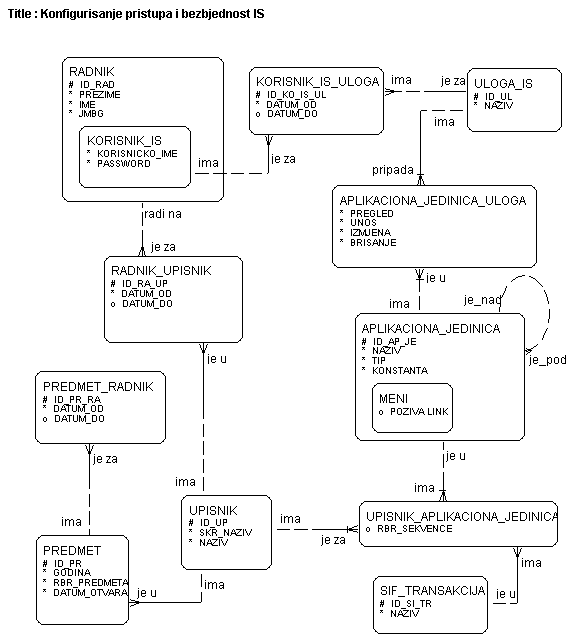 Title : Konfigurisanje pristupa i bezbjednost IS
RADNIK
# ID_RAD
* PREZIME
* IME
* JMBG
KORISNIK_IS
* KORISNICKO_IME
* PASSWORD
ima
je za
KORISNIK_IS_ULOGA
# ID_KO_IS_UL
* DATUM_OD
o DATUM_DO
ima
je za
ULOGA_IS
# ID_UL
* NAZIV
ima
pripada
APLIKACIONA_JEDINICA_ULOGA
* PREGLED
* UNOS
* IZMJENA
* BRISANJE
radi na
je za
RADNIK_UPISNIK
# ID_RA_UP
* DATUM_OD
o DATUM_DO
je u
ima
je u
ima
je_nad
je_pod
APLIKACIONA_JEDINICA
# ID_AP_JE
* NAZIV
* TIP
* KONSTANTA
MENI
o POZIVA LINK
PREDMET_RADNIK
# ID_PR_RA
* DATUM_OD
o DATUM_DO
je za
ima
je u
ima
UPISNIK
# ID_UP
* SKR_NAZIV
* NAZIV
ima
je za
UPISNIK_APLIKACIONA_JEDINICA
o RBR_SEKVENCE
PREDMET
# ID_PR
* GODINA
* RBR_PREDMETA
* DATUM_OTVARA
je u
ima
ima
je u
SIF_TRANSAKCIJA
# ID_SI_TR
* NAZIV